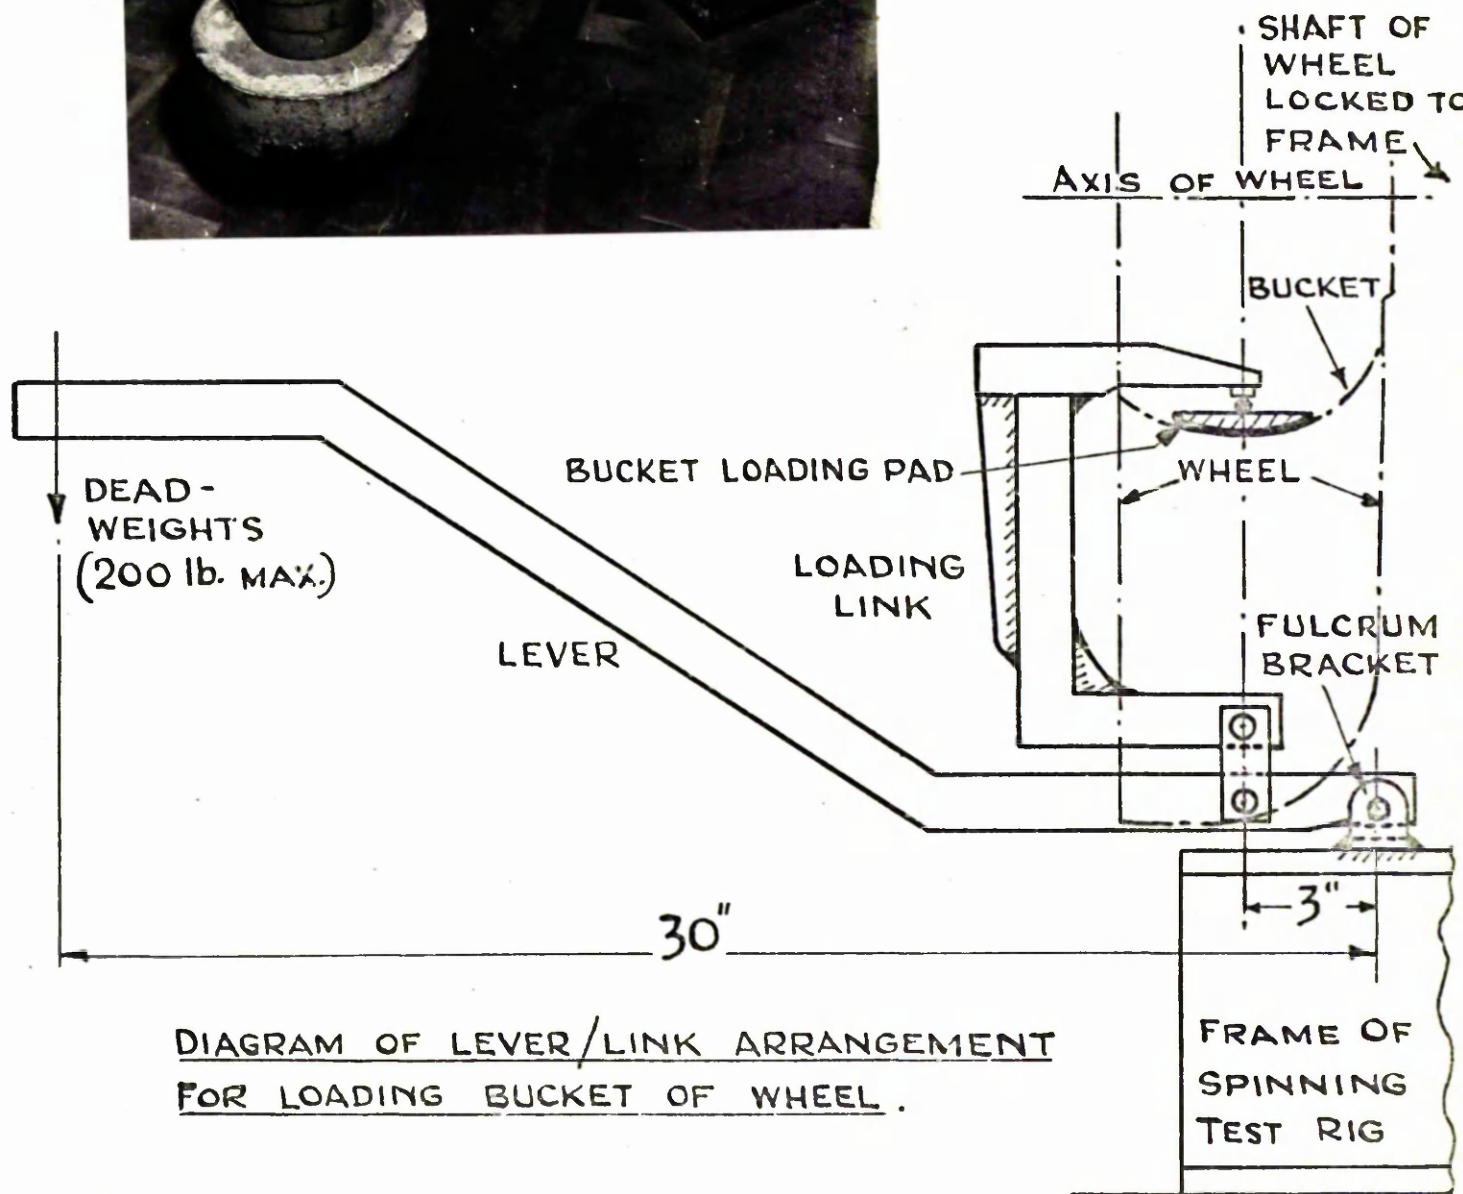 SHAFT OF
WHEEL
LOCKED TO
FRAME
AXIS OF WHEEL
BUCKET
BUCKET LOADING PAD
WHEEL
DEAD-
WEIGHTS
(200 lb. MAX.)
LOADING
LINK
LEVER
FULCRUM
BRACKET
3"
30"
DIAGRAM OF LEVER/LINK ARRANGEMENT
FOR LOADING BUCKET OF WHEEL.
FRAME OF
SPINNING
TEST RIG